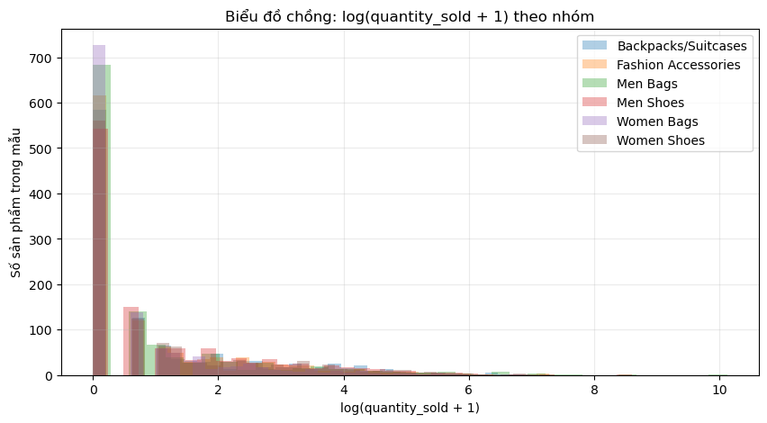 Biểu đồ chồng: log(quantity_sold + 1) theo nhóm
Số sản phẩm trong mẫu
700
600
500
400
300
200
100
0
Backpacks/Suitcases
Fashion Accessories
Men Bags
Men Shoes
Women Bags
Women Shoes
0 2 4 6 8 10
log(quantity_sold + 1)